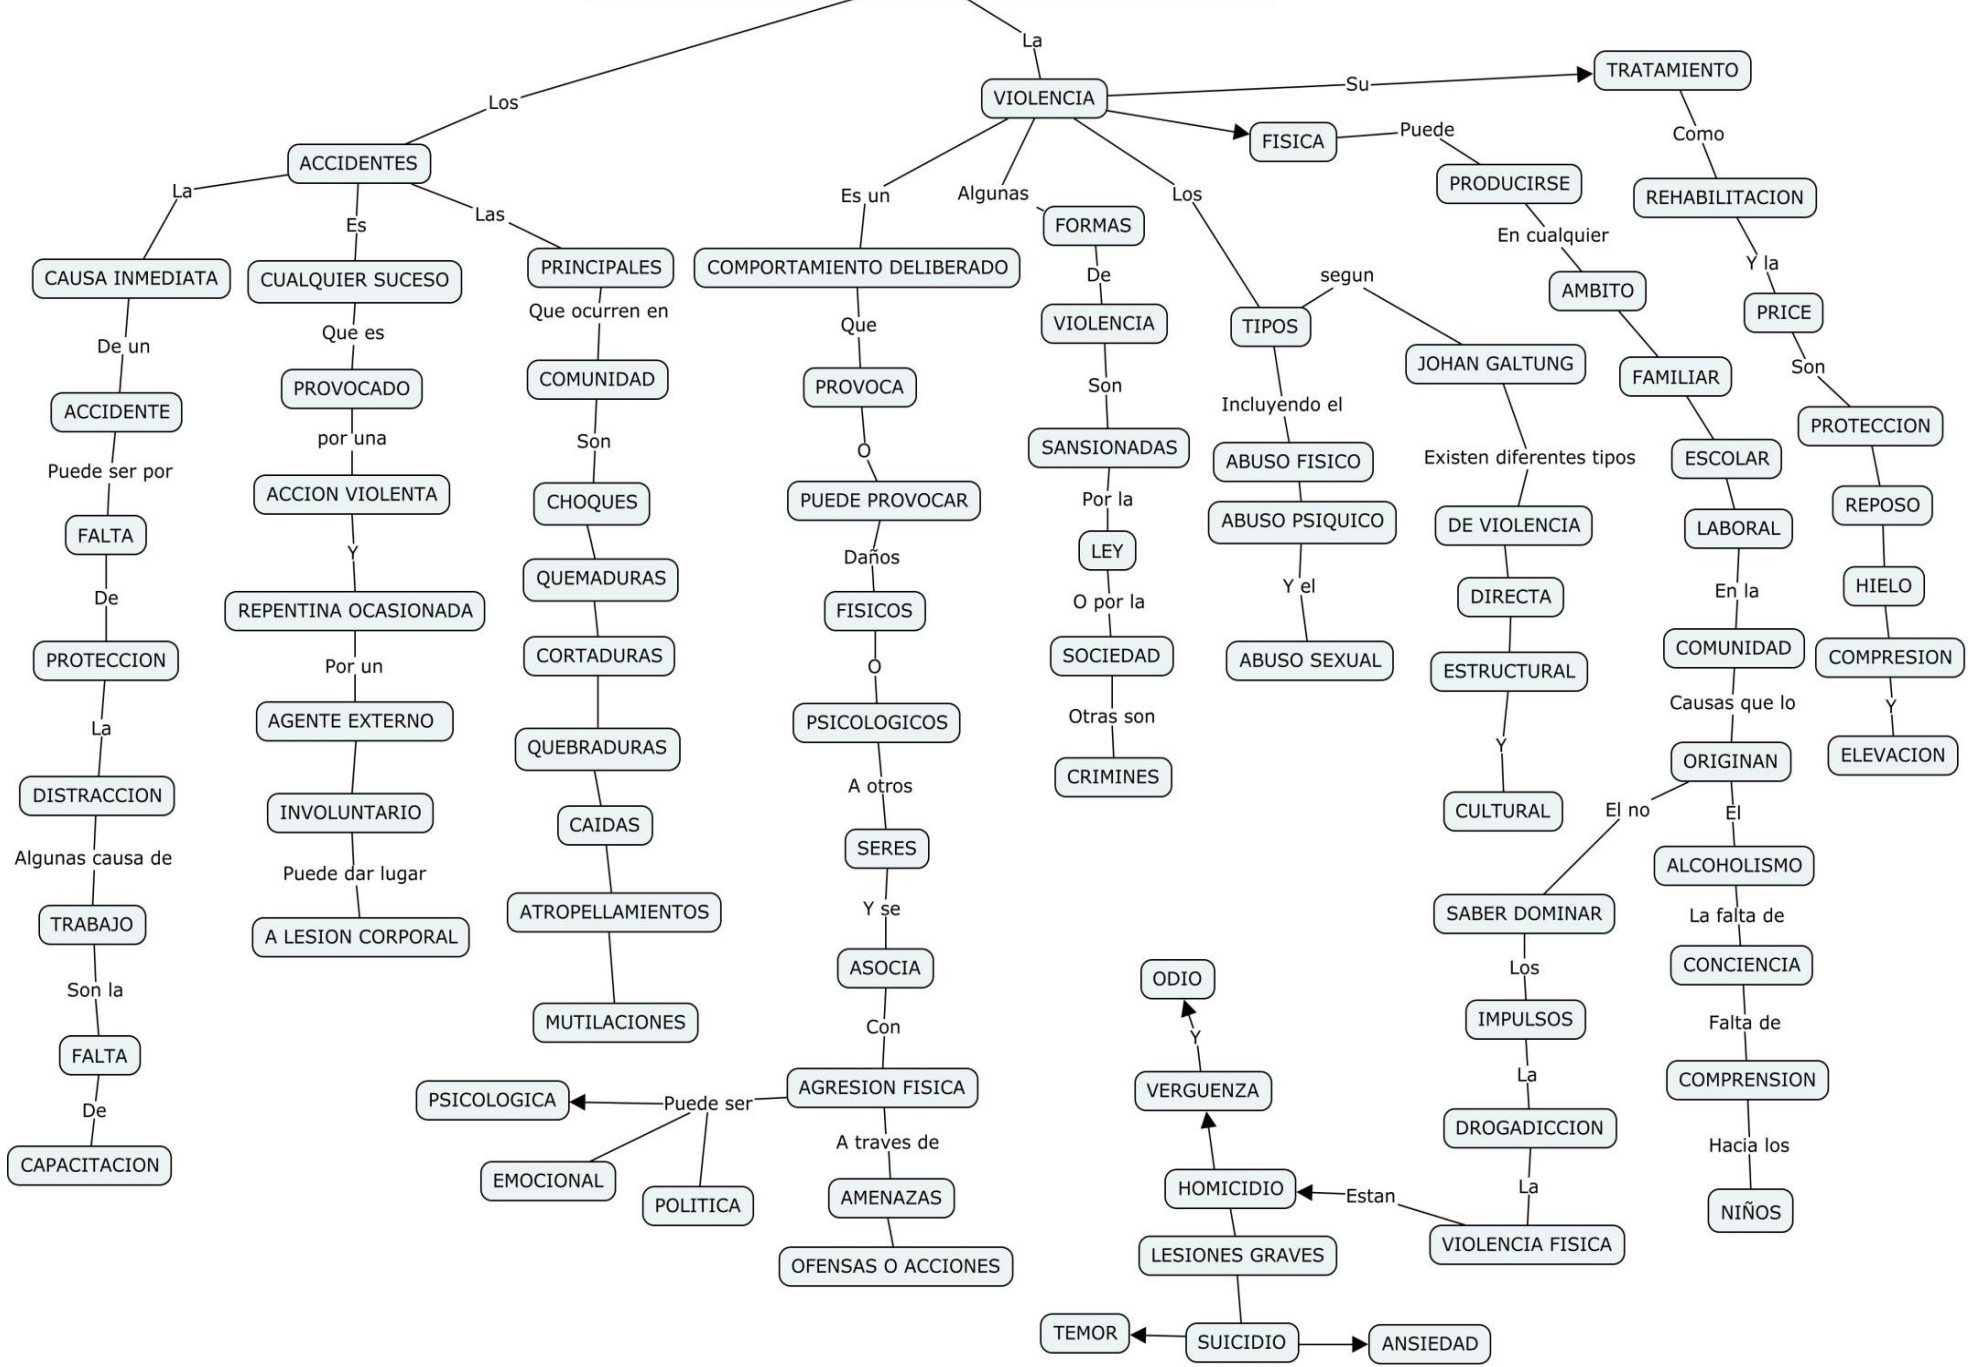 La
Los
VIOLENCIA
Su
TRATAMIENTO
ACCIDENTES
La
CAUSA INMEDIATA
De un
ACCIDENTE
Puede ser por
FALTA
De
PROTECCION
La
DISTRACCION
Algunas causa de
TRABAJO
Son la
FALTA
De
CAPACITACION
Es
CUALQUIER SUCESO
Que es
PROVOCADO
por una
ACCION VIOLENTA
Y
REPENTINA OCASIONADA
Por un
AGENTE EXTERNO
INVOLUNTARIO
Puede dar lugar
A LESION CORPORAL
Las
PRINCIPALES
Que ocurren en
COMUNIDAD
Son
CHOQUES
QUEMADURAS
CORTADURAS
QUEBRADURAS
CAIDAS
ATROPELLAMIENTOS
MUTILACIONES
Es un
COMPORTAMIENTO DELIBERADO
Que
PROVOCA
O
PUEDE PROVOCAR
Daños
FISICOS
O
PSICOLOGICOS
A otros
SERES
Y se
ASOCIA
Con
AGRESION FISICA
Puede ser
PSICOLOGICA
EMOCIONAL
POLITICA
A traves de
AMENAZAS
OFENSAS O ACCIONES
Algunas
FORMAS
De
VIOLENCIA
Son
SANSIONADAS
Por la
LEY
O por la
SOCIEDAD
Otras son
CRIMINES
Los
TIPOS
Incluyendo el
ABUSO FISICO
ABUSO PSIQUICO
Y el
ABUSO SEXUAL
segun
JOHAN GALTUNG
Existen diferentes tipos
DE VIOLENCIA
DIRECTA
ESTRUCTURAL
Y
CULTURAL
FISICA
Puede
PRODUCIRSE
En cualquier
AMBITO
FAMILIAR
ESCOLAR
LABORAL
En la
COMUNIDAD
Causas que lo
ORIGINAN
El no
SABER DOMINAR
Los
IMPULSOS
La
DROGADICCION
La
VIOLENCIA FISICA
Estan
HOMICIDIO
VERGUENZA
Y
ODIO
LESIONES GRAVES
SUICIDIO
TEMOR
ANSIEDAD
El
ALCOHOLISMO
La falta de
CONCIENCIA
Falta de
COMPRENSION
Hacia los
NIÑOS
Como
REHABILITACION
Y la
PRICE
Son
PROTECCION
REPOSO
HIELO
COMPRESION
Y
ELEVACION